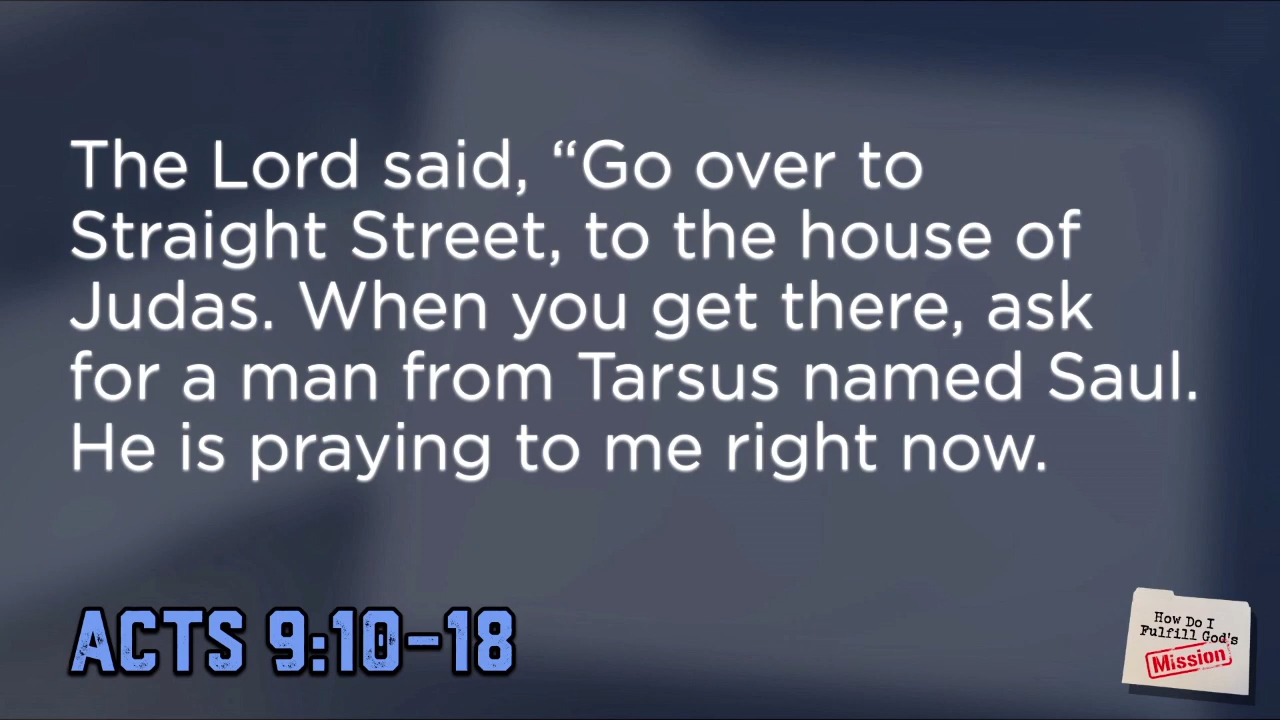 The Lord said, “Go over to
Straight Street, to the house of
Judas. When you get there, ask
for a man from Tarsus named Saul.
He is praying to me right now.
ACTS 9:10-18
How Do I
Fulfill God's
Mission